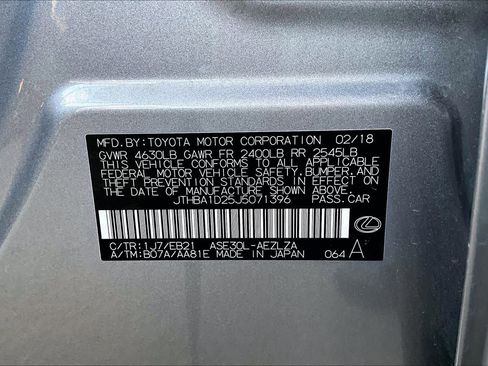 MFD.BY:TOYOTA MOTOR CORPORATION 02/18
GVWR 4630LB GAWR FR 2400LB RR 2545LB
THIS VEHICLE CONFORMS TO ALL APPLICABLE
FEDERAL MOTOR VEHICLE SAFETY, BUMPER, AND
THEFT PREVENTION STANDARDS IN EFFECT ON
THE DATE OF MANUFACTURE SHOWN ABOVE.
JTHBA1D25J5071396 PASS.CAR
C/TR:1J7/EB21 ASE30L-AEZLZA
A/TM:B07A/AA81E MADE IN JAPAN 064 A